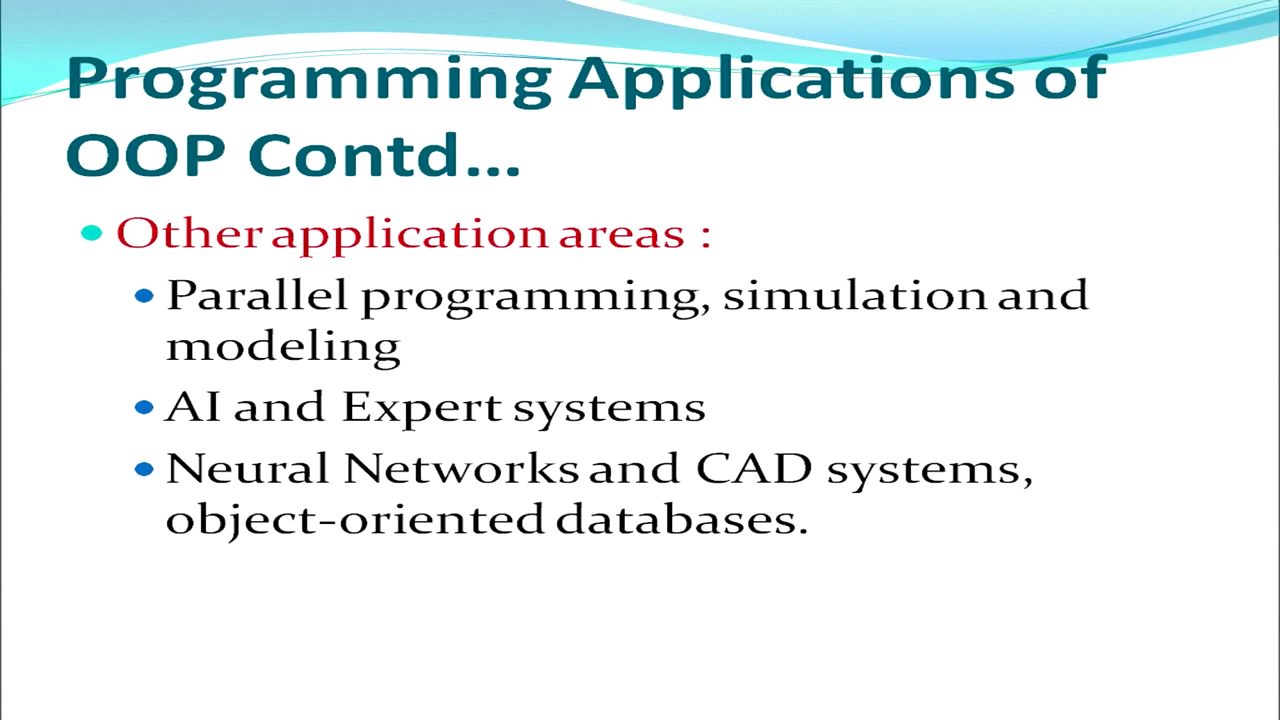 Programming Applications of
OOP Contd...
Other application areas :
Parallel programming, simulation and
modeling
AI and Expert systems
Neural Networks and CAD systems,
object-oriented databases.